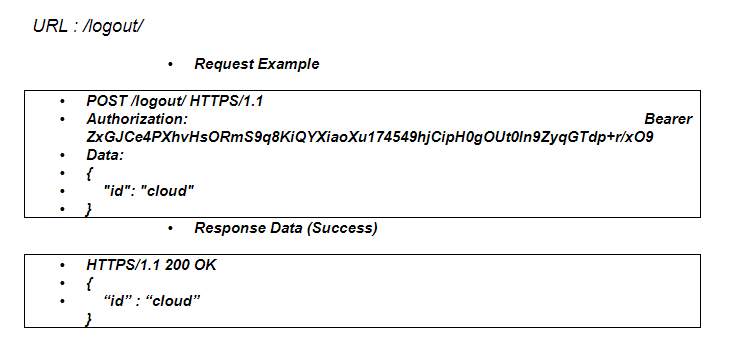 URL : /logout/
• Request Example
• POST /logout/ HTTPS/1.1
• Authorization: Bearer
ZxGJCe4PXhvHsORmS9q8KiQYXiaoXu174549hjCipH0gOUt0In9ZyqGTdp+r/xO9
• Data:
• {
• "id": "cloud"
• }
• Response Data (Success)
• HTTPS/1.1 200 OK
• {
• “id” : “cloud”
}